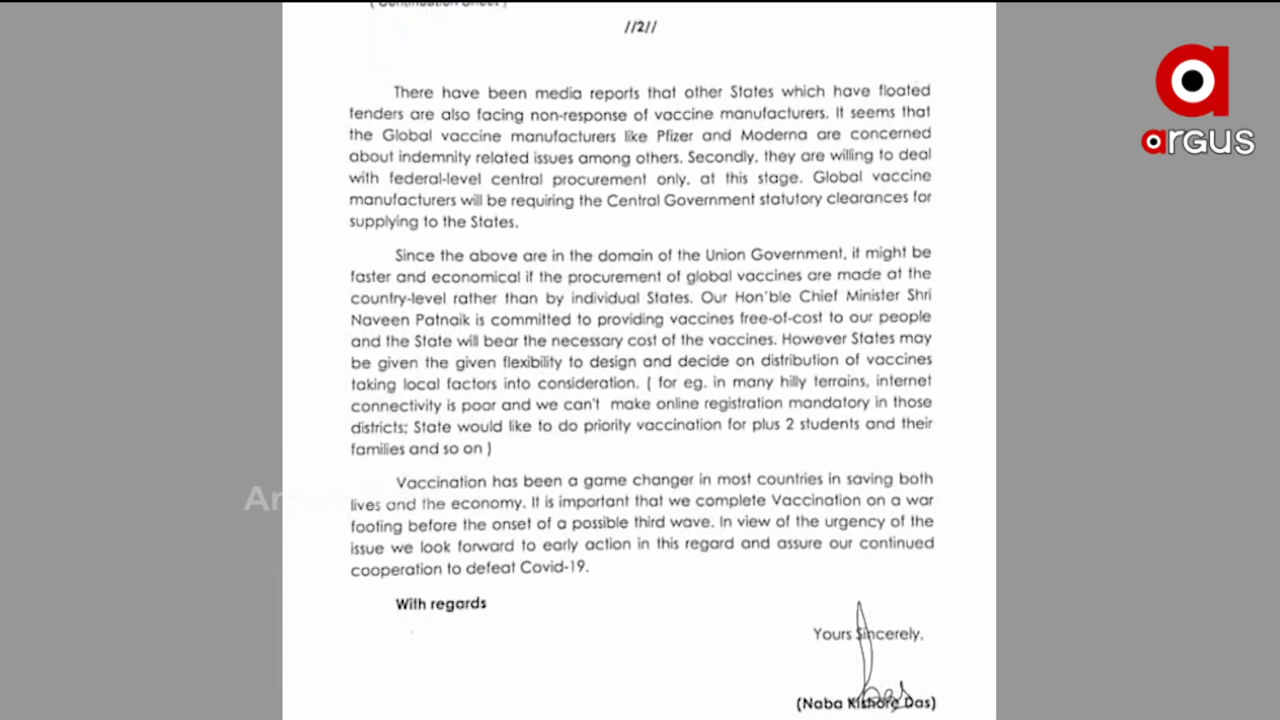 ( Continuation Sheet )
//2//
There have been media reports that other States which have floated
tenders are also facing non-response of vaccine manufacturers. It seems that
the Global vaccine manufacturers like Pfizer and Moderna are concerned
about indemnity related issues among others. Secondly, they are willing to deal
with federal-level central procurement only, at this stage. Global vaccine
manufacturers will be requiring the Central Government statutory clearances for
supplying to the States.
Since the above are in the domain of the Union Government, it might be
faster and economical if the procurement of global vaccines are made at the
country-level rather than by individual States. Our Hon'ble Chief Minister Shri
Naveen Patnaik is committed to providing vaccines free-of-cost to our people
and the State will bear the necessary cost of the vaccines. However States may
be given the given flexibility to design and decide on distribution of vaccines
taking local factors into consideration. ( for eg. in many hilly terrains, internet
connectivity is poor and we can't make online registration mandatory in those
districts; State would like to do priority vaccination for plus 2 students and their
families and so on )
Vaccination has been a game changer in most countries in saving both
lives and the economy. It is important that we complete Vaccination on a war
footing before the onset of a possible third wave. In view of the urgency of the
issue we look forward to early action in this regard and assure our continued
cooperation to defeat Covid-19.
With regards
Yours Sincerely,
(Naba Kishore Das)
argus